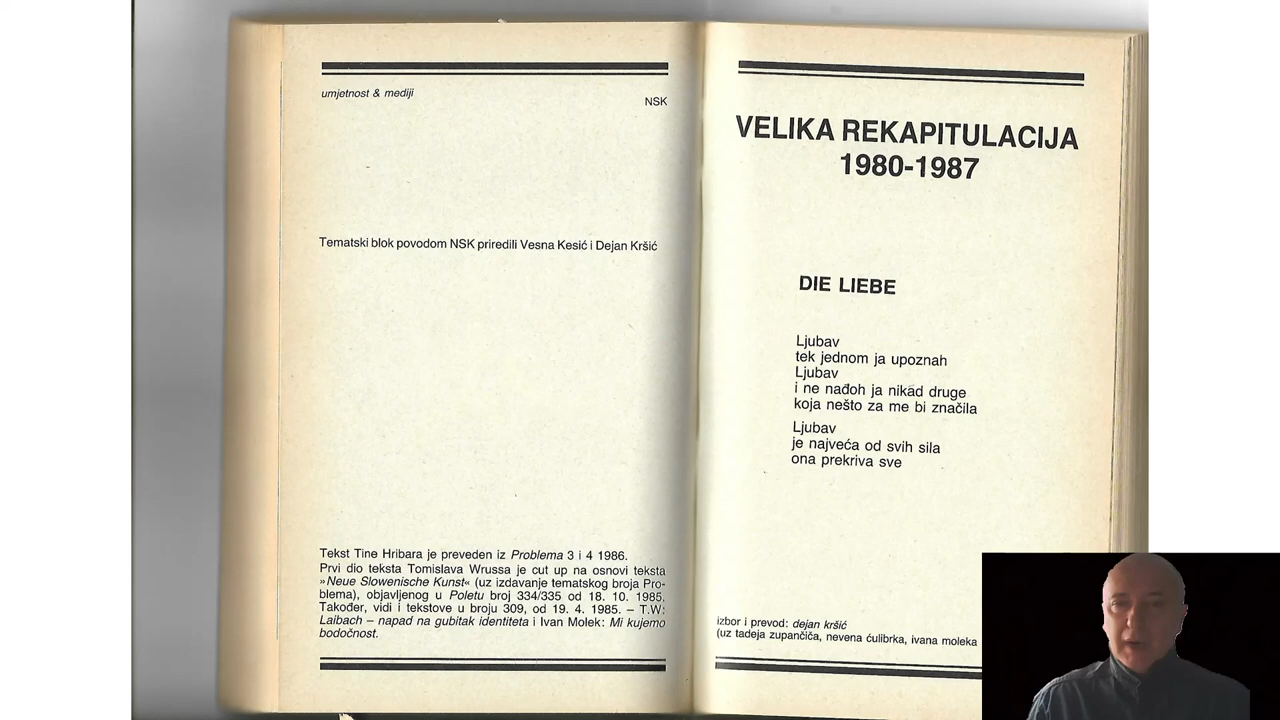 umjetnost & mediji
NSK
Tematski blok povodom NSK priredili Vesna Kesić i Dejan Kršić
Tekst Tine Hribara je preveden iz Problema 3 i 4 1986.
Prvi dio teksta Tomislava Wrussa je cut up na osnovi teksta
»Neue Slowenische Kunst« (uz izdavanje tematskog broja Pro-
blema), objavljenog u Poletu broj 334/335 od 18. 10. 1985.
Također, vidi i tekstove u broju 309, od 19. 4. 1985. – T.W:
Laibach – napad na gubitak identiteta i Ivan Molek: Mi kujemo
bodočnost.
VELIKA REKAPITULACIJA
1980-1987
DIE LIEBE
Ljubav
tek jednom ja upoznah
Ljubav
i ne nađoh ja nikad druge
koja nešto za me bi značila
Ljubav
je najveća od svih sila
ona prekriva sve
izbor i prevod: dejan kršić
(uz tadeja zupančiča, nevena ćulibrka, ivana moleka